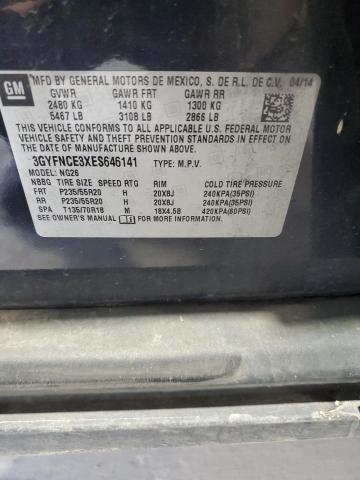 GM
MFD BY GENERAL MOTORS DE MEXICO, S. DE R.L. DE C.V. 04/14
GVWR GAWR FRT GAWR RR
2480 KG 1410 KG 1300 KG
5467 LB 3108 LB 2866 LB
THIS VEHICLE CONFORMS TO ALL APPLICABLE U.S. FEDERAL MOTOR
VEHICLE SAFETY, BUMPER, AND THEFT PREVENTION STANDARDS IN EFFECT ON
THE DATE OF MANUFACTURE SHOWN ABOVE.
3GYFNCE3XES646141 TYPE: M.P.V.
MODEL: NG26
NBBG TIRE SIZE SPEED RTG RIM COLD TIRE PRESSURE
FRT P235/55R20 H 20X8J 240KPA(35PSI)
RR P235/55R20 H 20X8J 240KPA(35PSI)
SPA T135/70R18 M 18X4.5B 420KPA(60PSI)
SEE OWNER'S MANUAL FOR MORE INFORMATION.